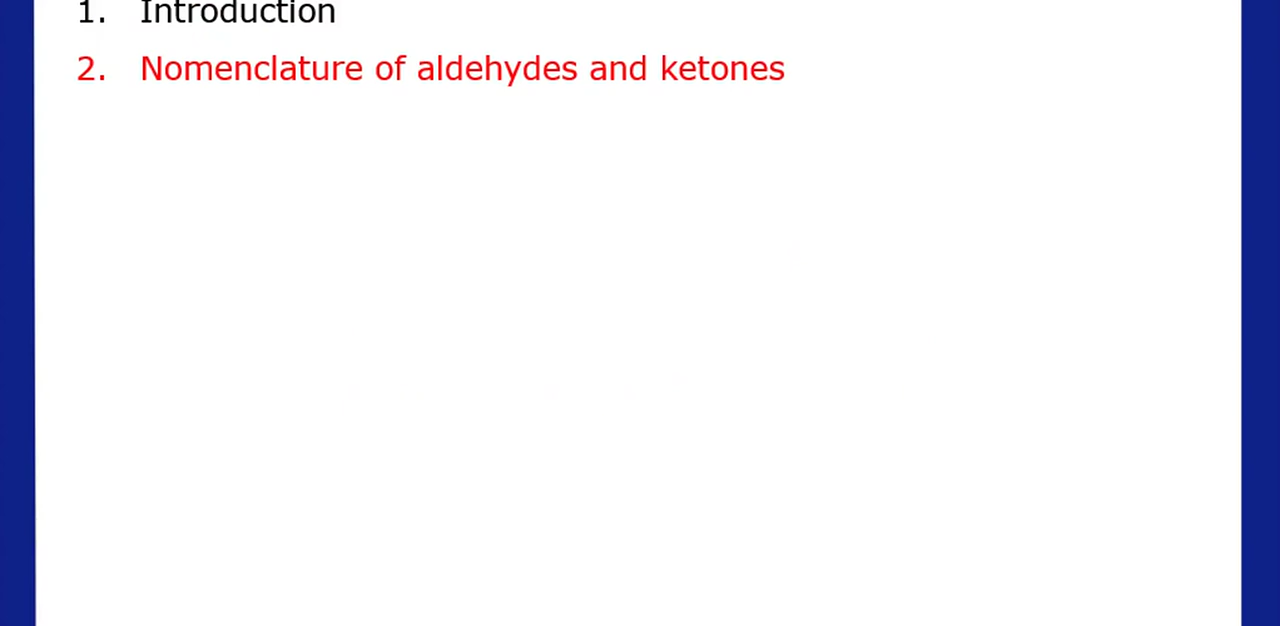 1. Introduction
2. Nomenclature of aldehydes and ketones